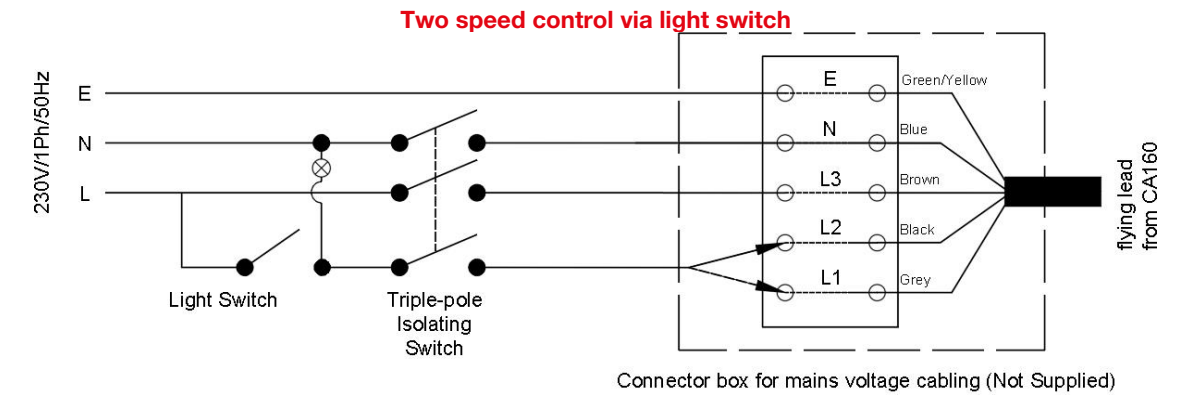 Two speed control via light switch
230V/1Ph/50Hz
E
N
L
Light Switch
Triple-pole
Isolating
Switch
E
Green/Yellow
N
Blue
L3
Brown
L2
Black
L1
Grey
flying lead
from CA160
Connector box for mains voltage cabling (Not Supplied)